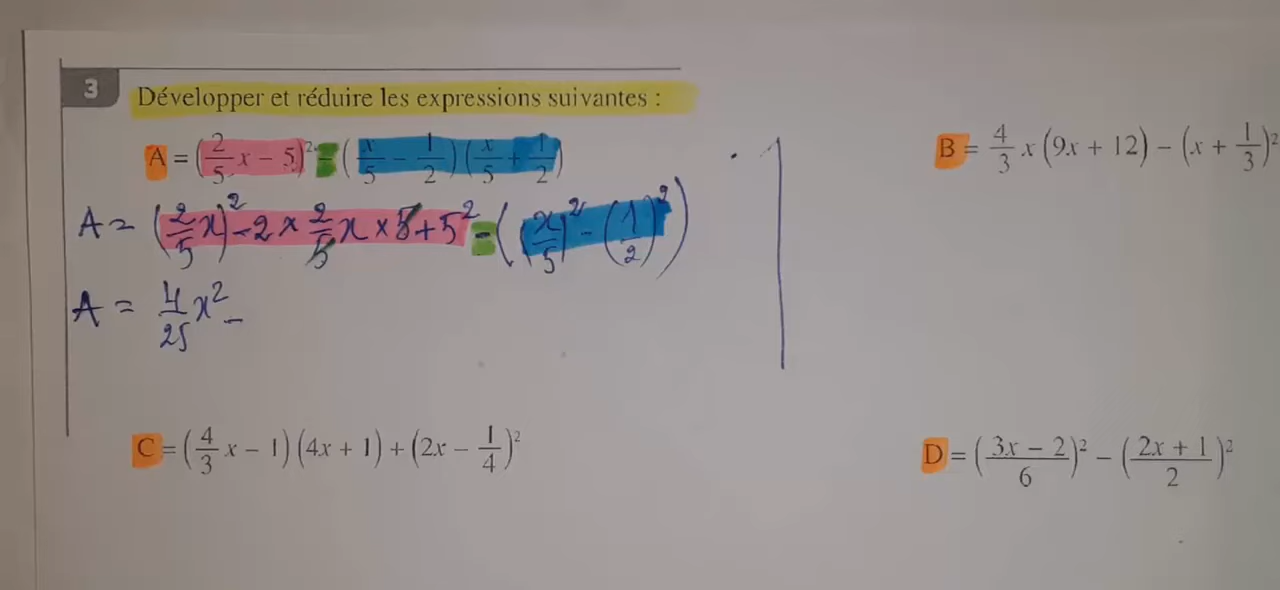 3 Développer et réduire les expressions suivantes :
A = (2/5 x − 5)² − (x/5 − 1/2)(x/5 + 1/2)
B = 4/3 x (9x + 12) − (x + 1/3)²
A = (2/5 x)² − 2 × 2/5 x × 5 + 5² − ((x/5)² − (1/2)²)
A = 4/25 x² −
C = (4/3 x − 1)(4x + 1) + (2x − 1/4)²
D = ((3x − 2)/6)² − ((2x + 1)/2)²